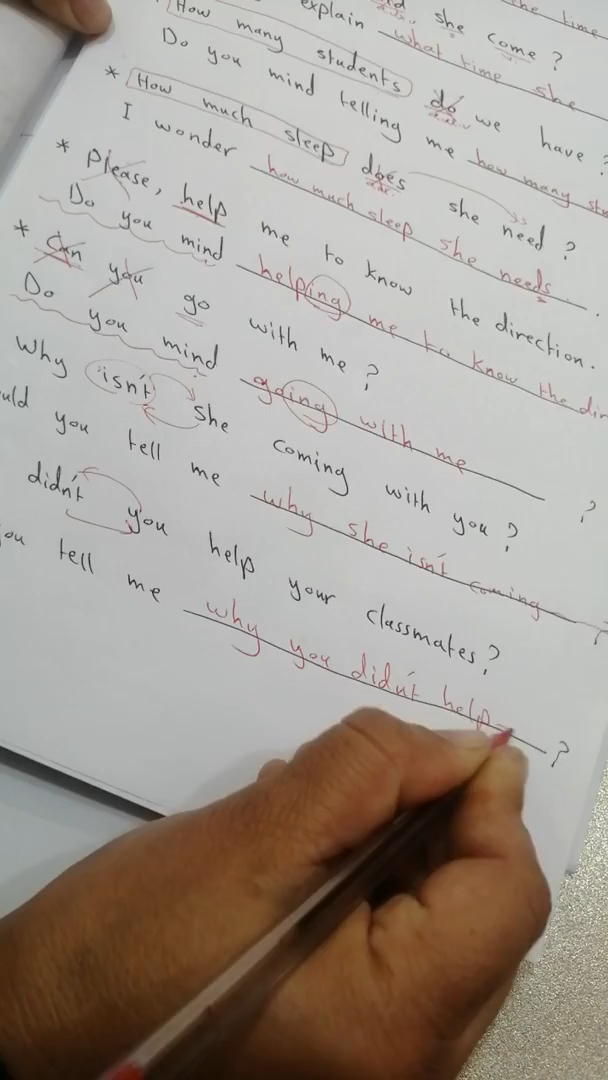 the time
she come ?
explain what time she
How many students do we have ?
Do you mind telling me how many
* How much sleep does she need ?
I wonder how much sleep she needs .
* Please, help me to know the direction.
Do you mind helping me to know the
* Can you go with me ?
Do you mind going with me ?
Why isn't she coming with you ?
you tell me why she isn't coming ?
didn't you help your classmates ?
you tell me why you didn't help ?